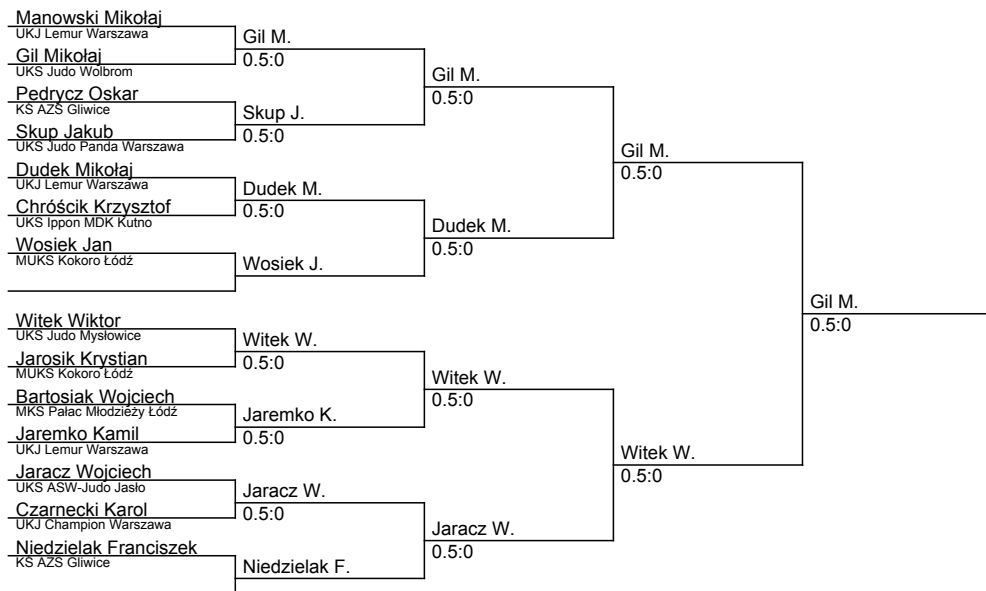 Manowski Mikołaj
UKJ Lemur Warszawa
Gil Mikołaj
UKS Judo Wolbrom
Pedrycz Oskar
KS AZS Gliwice
Skup Jakub
UKS Judo Panda Warszawa
Dudek Mikołaj
UKJ Lemur Warszawa
Chróścik Krzysztof
UKS Ippon MDK Kutno
Wosiek Jan
MUKS Kokoro Łódź
Witek Wiktor
UKS Judo Mysłowice
Jarosik Krystian
MUKS Kokoro Łódź
Bartosiak Wojciech
MKS Pałac Młodzieży Łódź
Jaremko Kamil
UKJ Lemur Warszawa
Jaracz Wojciech
UKS ASW-Judo Jasło
Czarnecki Karol
UKJ Champion Warszawa
Niedzielak Franciszek
KS AZS Gliwice
Gil M.
0.5:0
Skup J.
0.5:0
Dudek M.
0.5:0
Wosiek J.
Witek W.
0.5:0
Jaremko K.
0.5:0
Jaracz W.
0.5:0
Niedzielak F.
Gil M.
0.5:0
Dudek M.
0.5:0
Witek W.
0.5:0
Jaracz W.
0.5:0
Gil M.
0.5:0
Witek W.
0.5:0
Gil M.
0.5:0